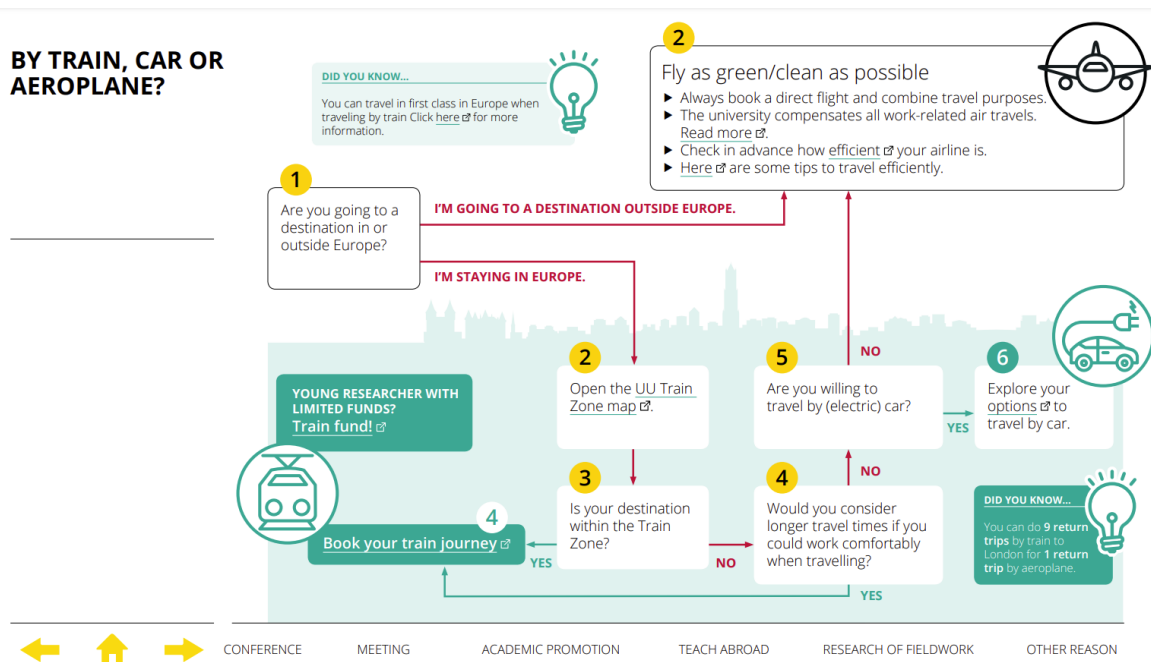 BY TRAIN, CAR OR
AEROPLANE?
DID YOU KNOW...
You can travel in first class in Europe when
traveling by train Click here for more
information.
2
Fly as green/clean as possible
Always book a direct flight and combine travel purposes.
The university compensates all work-related air travels.
Read more.
Check in advance how efficient your airline is.
Here are some tips to travel efficiently.
1
Are you going to a
destination in or
outside Europe?
I'M GOING TO A DESTINATION OUTSIDE EUROPE.
I'M STAYING IN EUROPE.
2
Open the UU Train
Zone map.
5
Are you willing to
travel by (electric) car?
NO
YES
6
Explore your
options to
travel by car.
YOUNG RESEARCHER WITH
LIMITED FUNDS?
Train fund!
3
Is your destination
within the Train
Zone?
YES
NO
4
Book your train journey
4
Would you consider
longer travel times if you
could work comfortably
when travelling?
NO
YES
DID YOU KNOW...
You can do 9 return
trips by train to
London for 1 return
trip by aeroplane.
CONFERENCE
MEETING
ACADEMIC PROMOTION
TEACH ABROAD
RESEARCH OF FIELDWORK
OTHER REASON